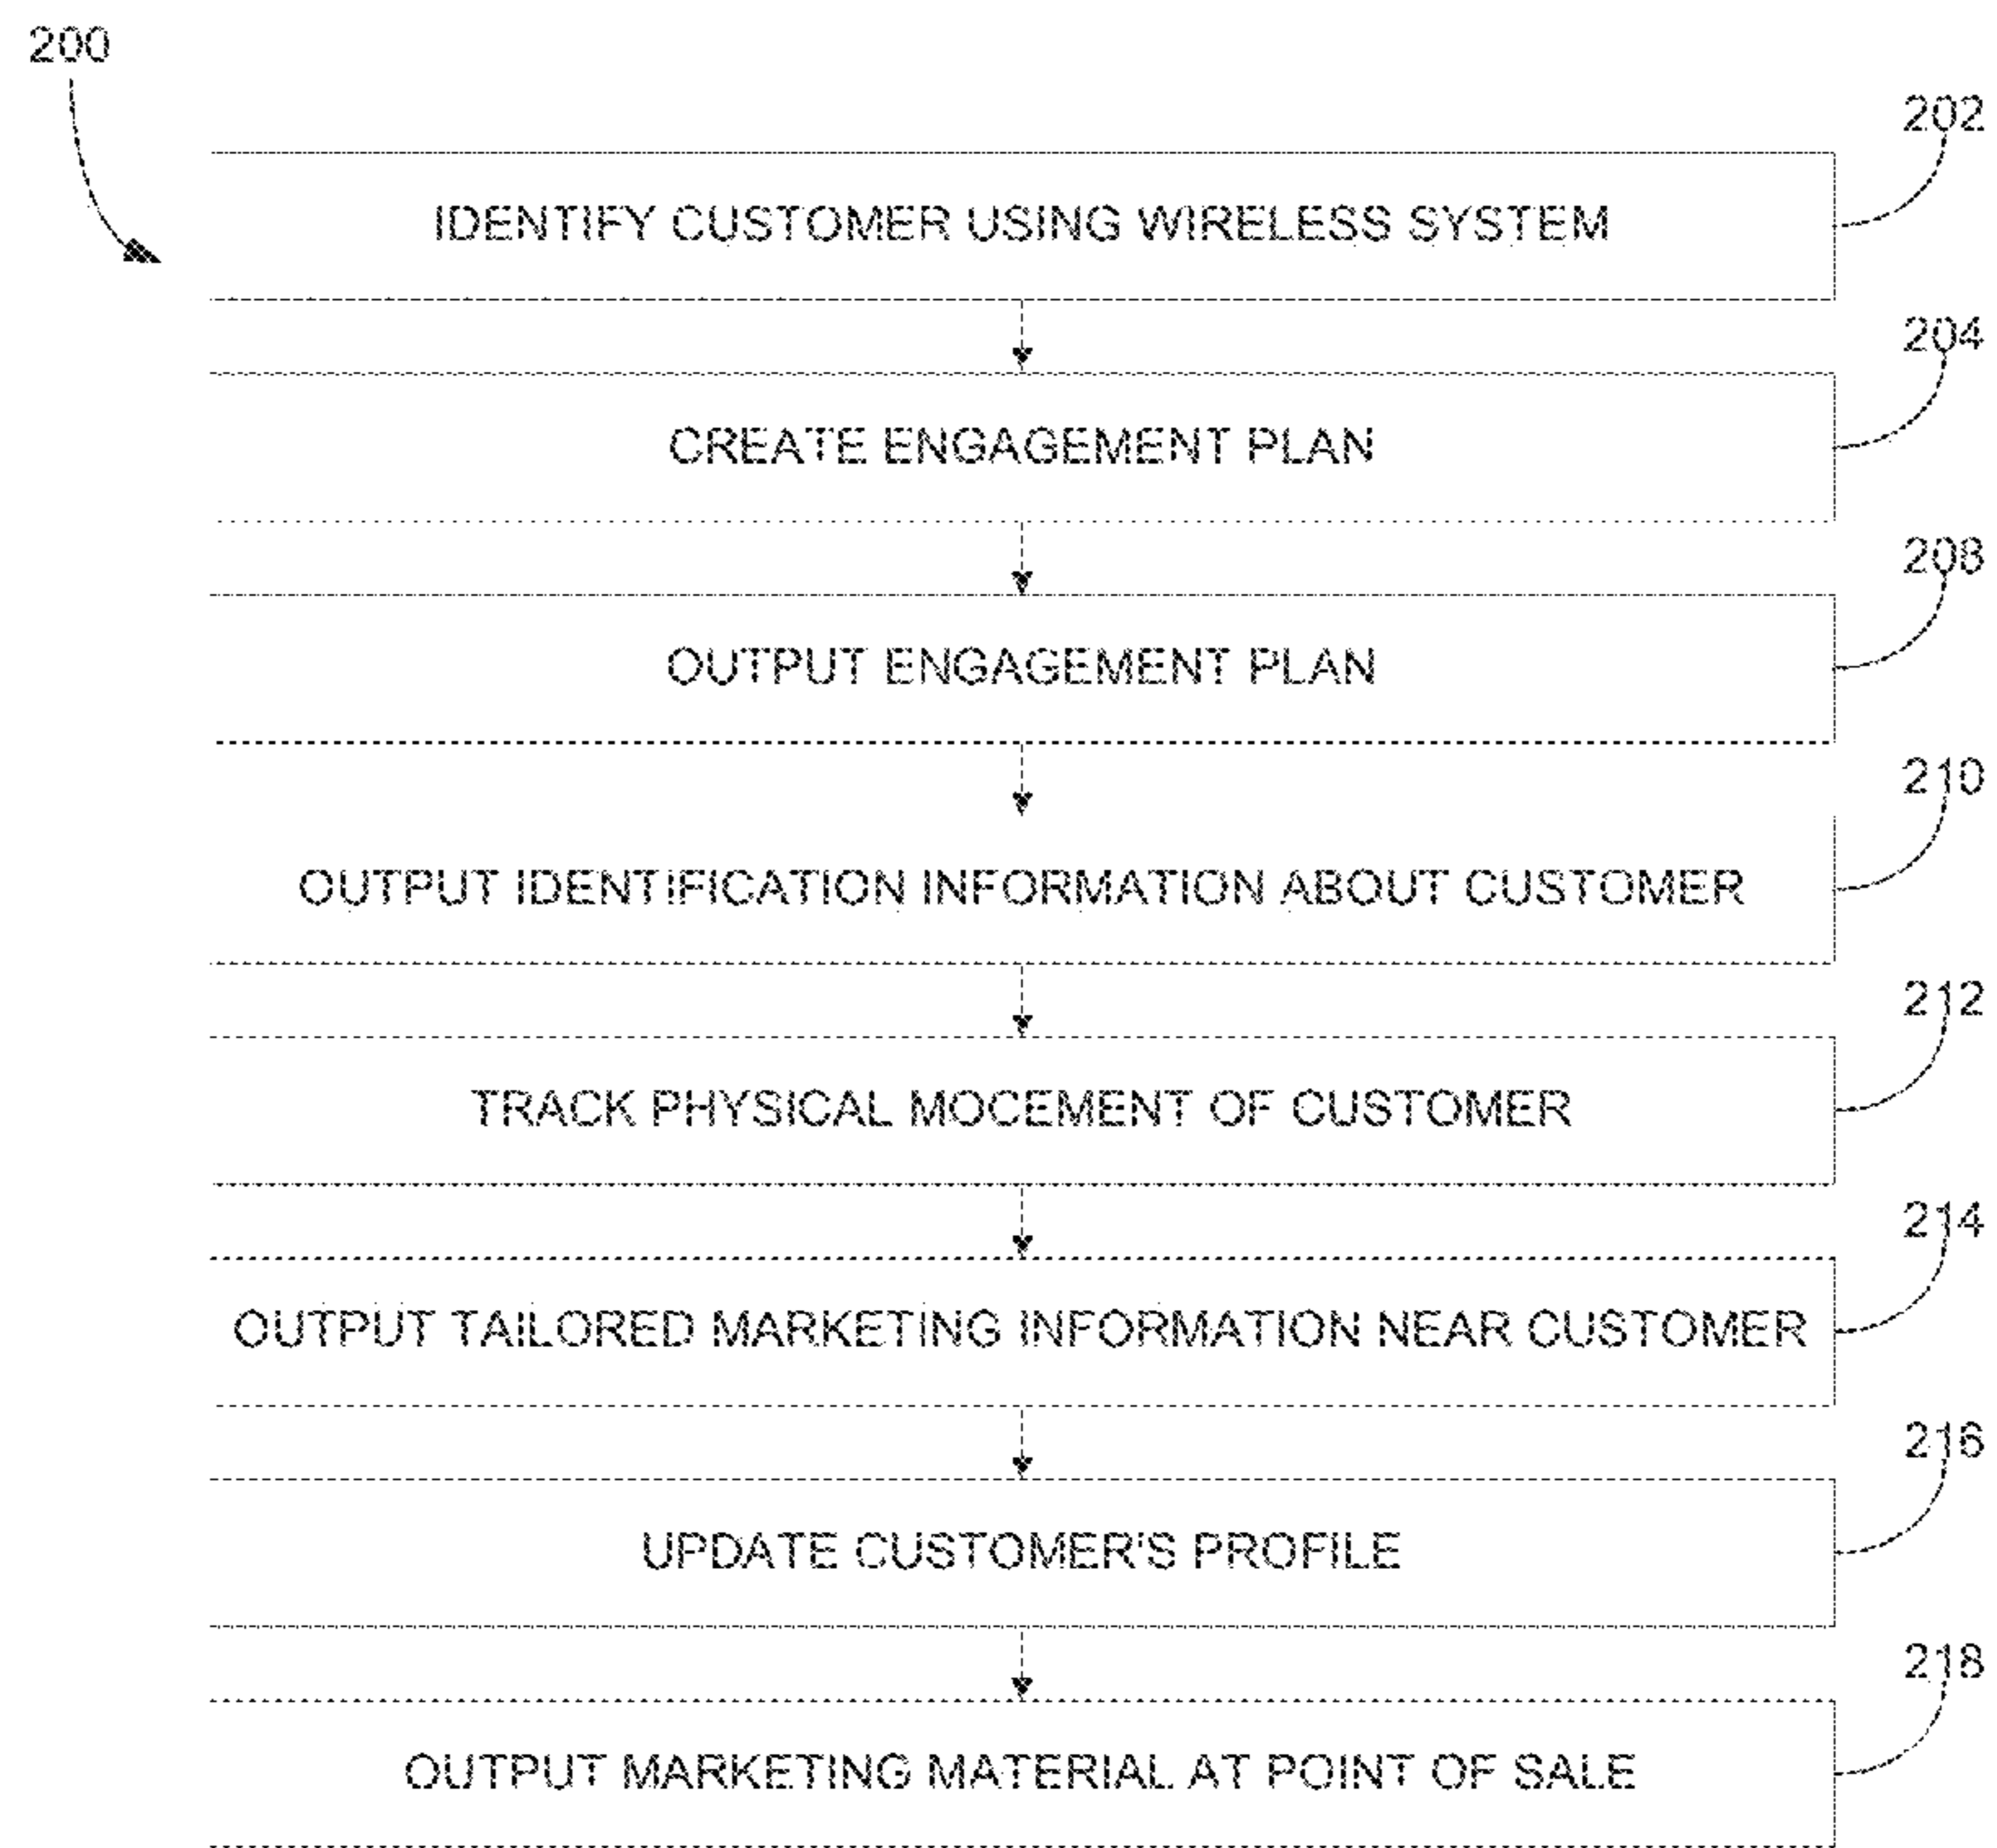 200
202
IDENTIFY CUSTOMER USING WIRELESS SYSTEM
204
CREATE ENGAGEMENT PLAN
208
OUTPUT ENGAGEMENT PLAN
210
OUTPUT IDENTIFICATION INFORMATION ABOUT CUSTOMER
212
TRACK PHYSICAL MOCEMENT OF CUSTOMER
214
OUTPUT TAILORED MARKETING INFORMATION NEAR CUSTOMER
216
UPDATE CUSTOMER'S PROFILE
218
OUTPUT MARKETING MATERIAL AT POINT OF SALE